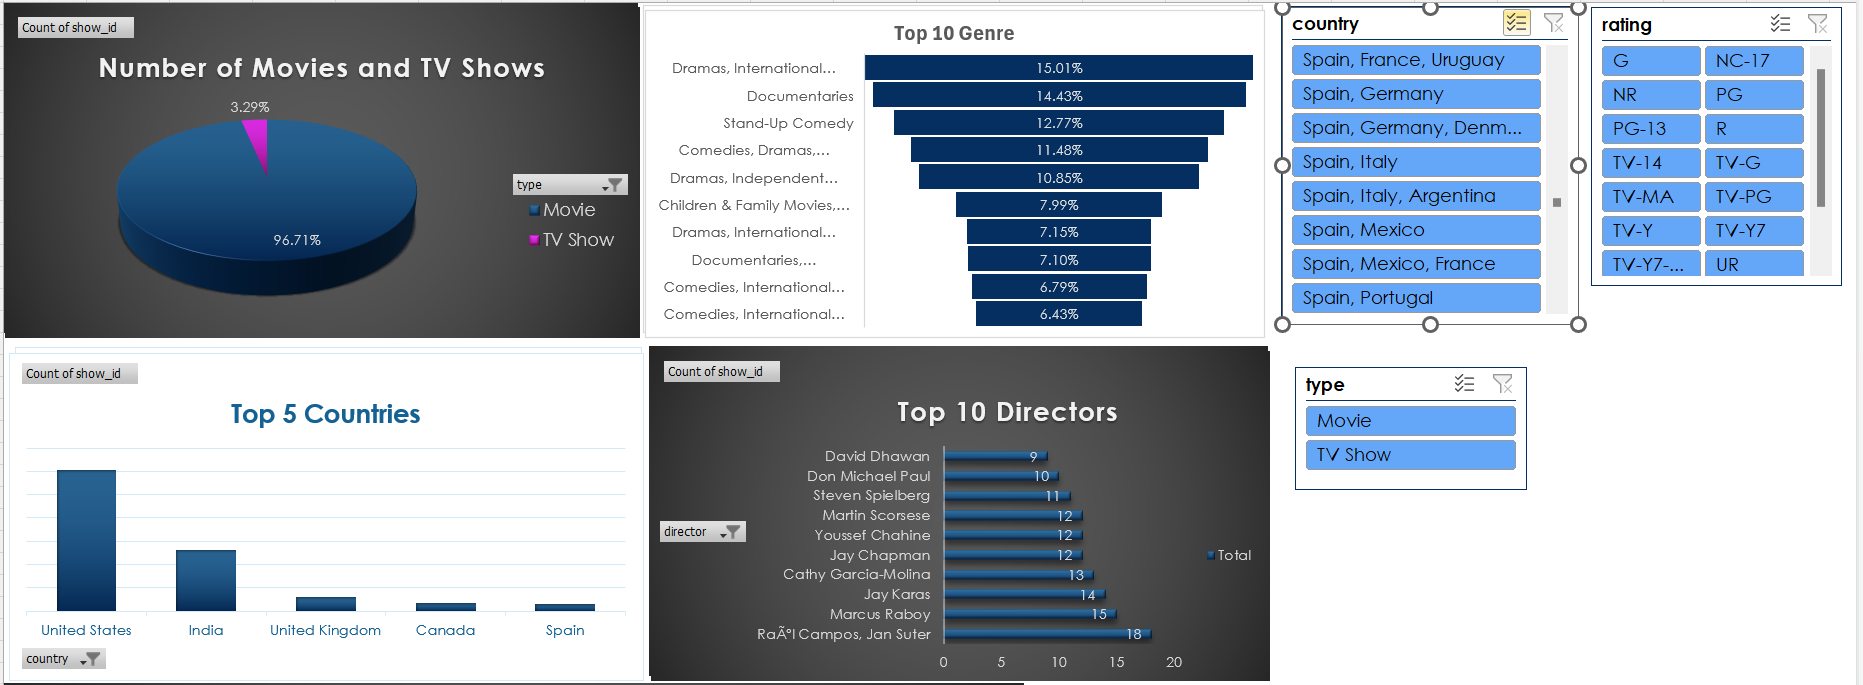 Count of show_id
Number of Movies and TV Shows
3.29%
96.71%
type
Movie
TV Show
Top 10 Genre
Dramas, International... 15.01%
Documentaries 14.43%
Stand-Up Comedy 12.77%
Comedies, Dramas,... 11.48%
Dramas, Independent... 10.85%
Children & Family Movies,... 7.99%
Dramas, International... 7.15%
Documentaries,... 7.10%
Comedies, International... 6.79%
Comedies, International... 6.43%
country
Spain, France, Uruguay
Spain, Germany
Spain, Germany, Denm...
Spain, Italy
Spain, Italy, Argentina
Spain, Mexico
Spain, Mexico, France
Spain, Portugal
rating
G NC-17
NR PG
PG-13 R
TV-14 TV-G
TV-MA TV-PG
TV-Y TV-Y7
TV-Y7-... UR
Count of show_id
Top 5 Countries
United States India United Kingdom Canada Spain
country
Count of show_id
Top 10 Directors
director
David Dhawan 9
Don Michael Paul 10
Steven Spielberg 11
Martin Scorsese 12
Youssef Chahine 12
Jay Chapman 12
Cathy Garcia-Molina 13
Jay Karas 14
Marcus Raboy 15
RaÃºl Campos, Jan Suter 18
0 5 10 15 20
Total
type
Movie
TV Show